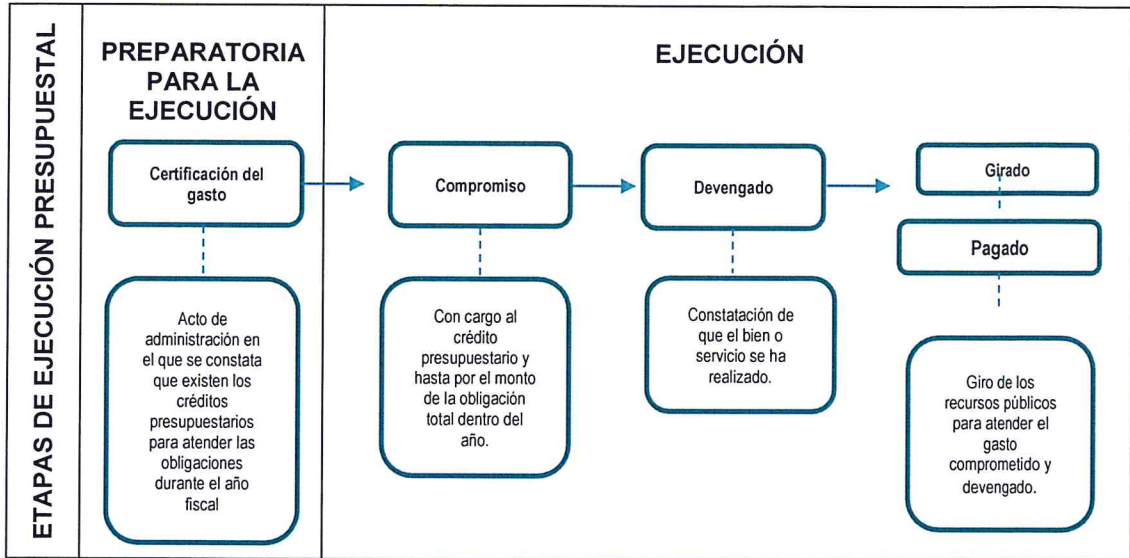 ETAPAS DE EJECUCIÓN PRESUPUESTAL
PREPARATORIA
PARA LA
EJECUCIÓN
EJECUCIÓN
Certificación del
gasto
Compromiso
Devengado
Girado
Pagado
Acto de
administración en
el que se constata
que existen los
créditos
presupuestarios
para atender las
obligaciones
durante el año
fiscal
Con cargo al
crédito
presupuestario y
hasta por el monto
de la obligación
total dentro del
año.
Constatación de
que el bien o
servicio se ha
realizado.
Giro de los
recursos públicos
para atender el
gasto
comprometido y
devengado.